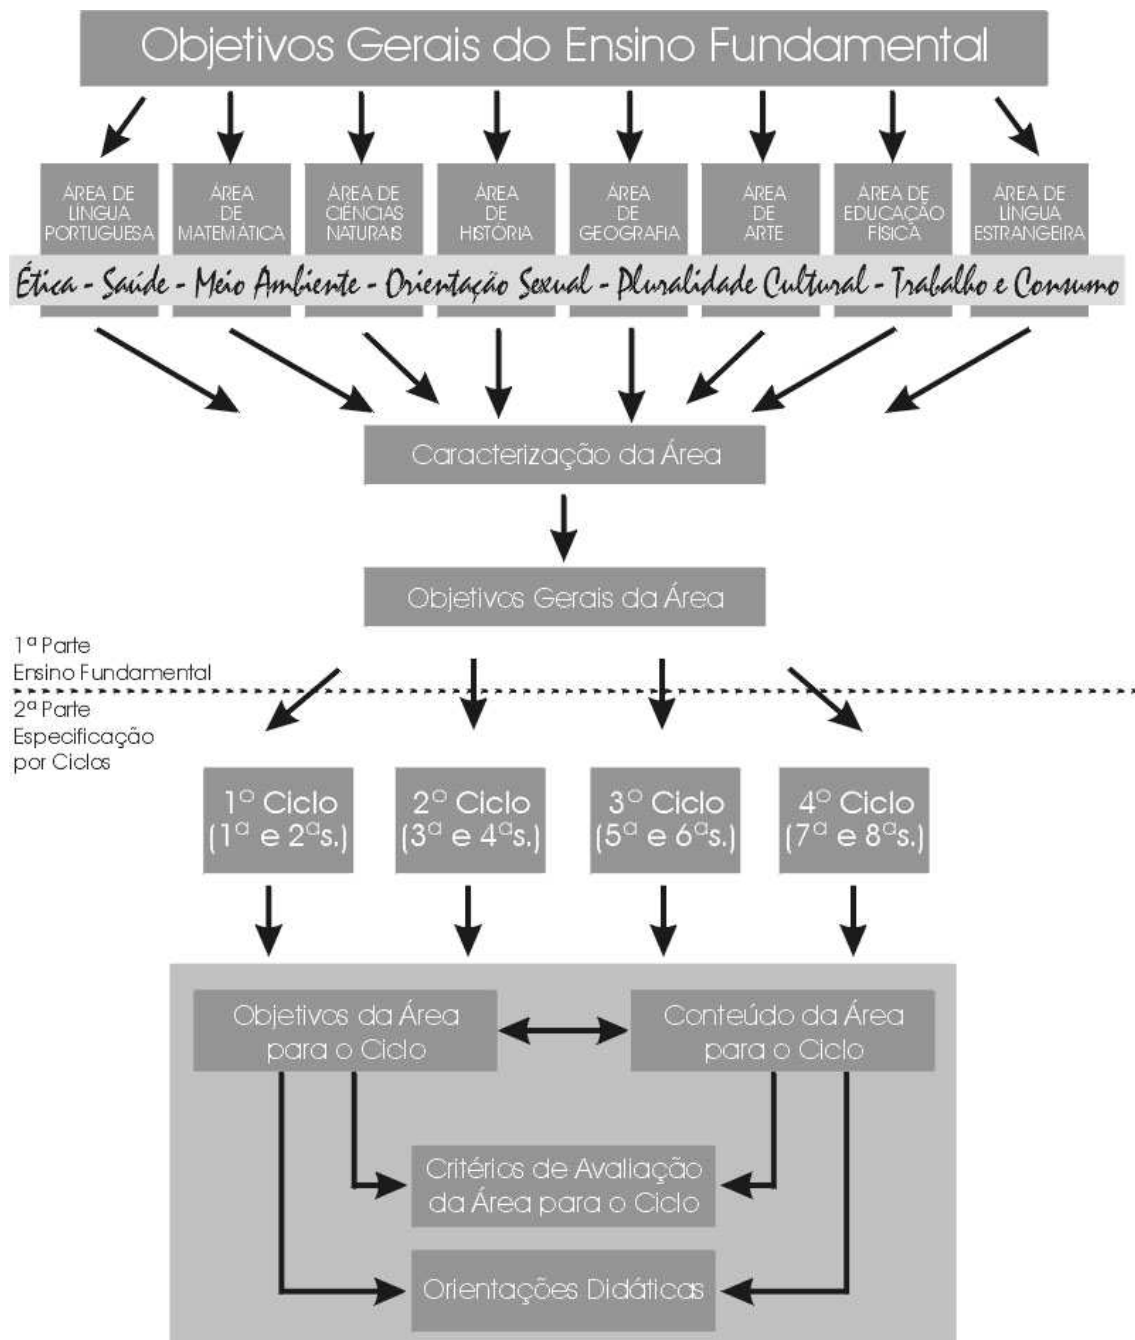 Objetivos Gerais do Ensino Fundamental
ÁREA DE
LÍNGUA
PORTUGUESA
ÁREA
DE
MATEMÁTICA
ÁREA DE
CIÊNCIAS
NATURAIS
ÁREA
DE
HISTÓRIA
ÁREA
DE
GEOGRAFIA
ÁREA
DE
ARTE
ÁREA DE
EDUCAÇÃO
FÍSICA
ÁREA DE
LÍNGUA
ESTRANGEIRA
Ética - Saúde - Meio Ambiente - Orientação Sexual - Pluralidade Cultural - Trabalho e Consumo
Caracterização da Área
Objetivos Gerais da Área
1ª Parte
Ensino Fundamental
2ª Parte
Especificação
por Ciclos
1º Ciclo
(1ª e 2ªs.)
2º Ciclo
(3ª e 4ªs.)
3º Ciclo
(5ª e 6ªs.)
4º Ciclo
(7ª e 8ªs.)
Objetivos da Área
para o Ciclo
Conteúdo da Área
para o Ciclo
Critérios de Avaliação
da Área para o Ciclo
Orientações Didáticas